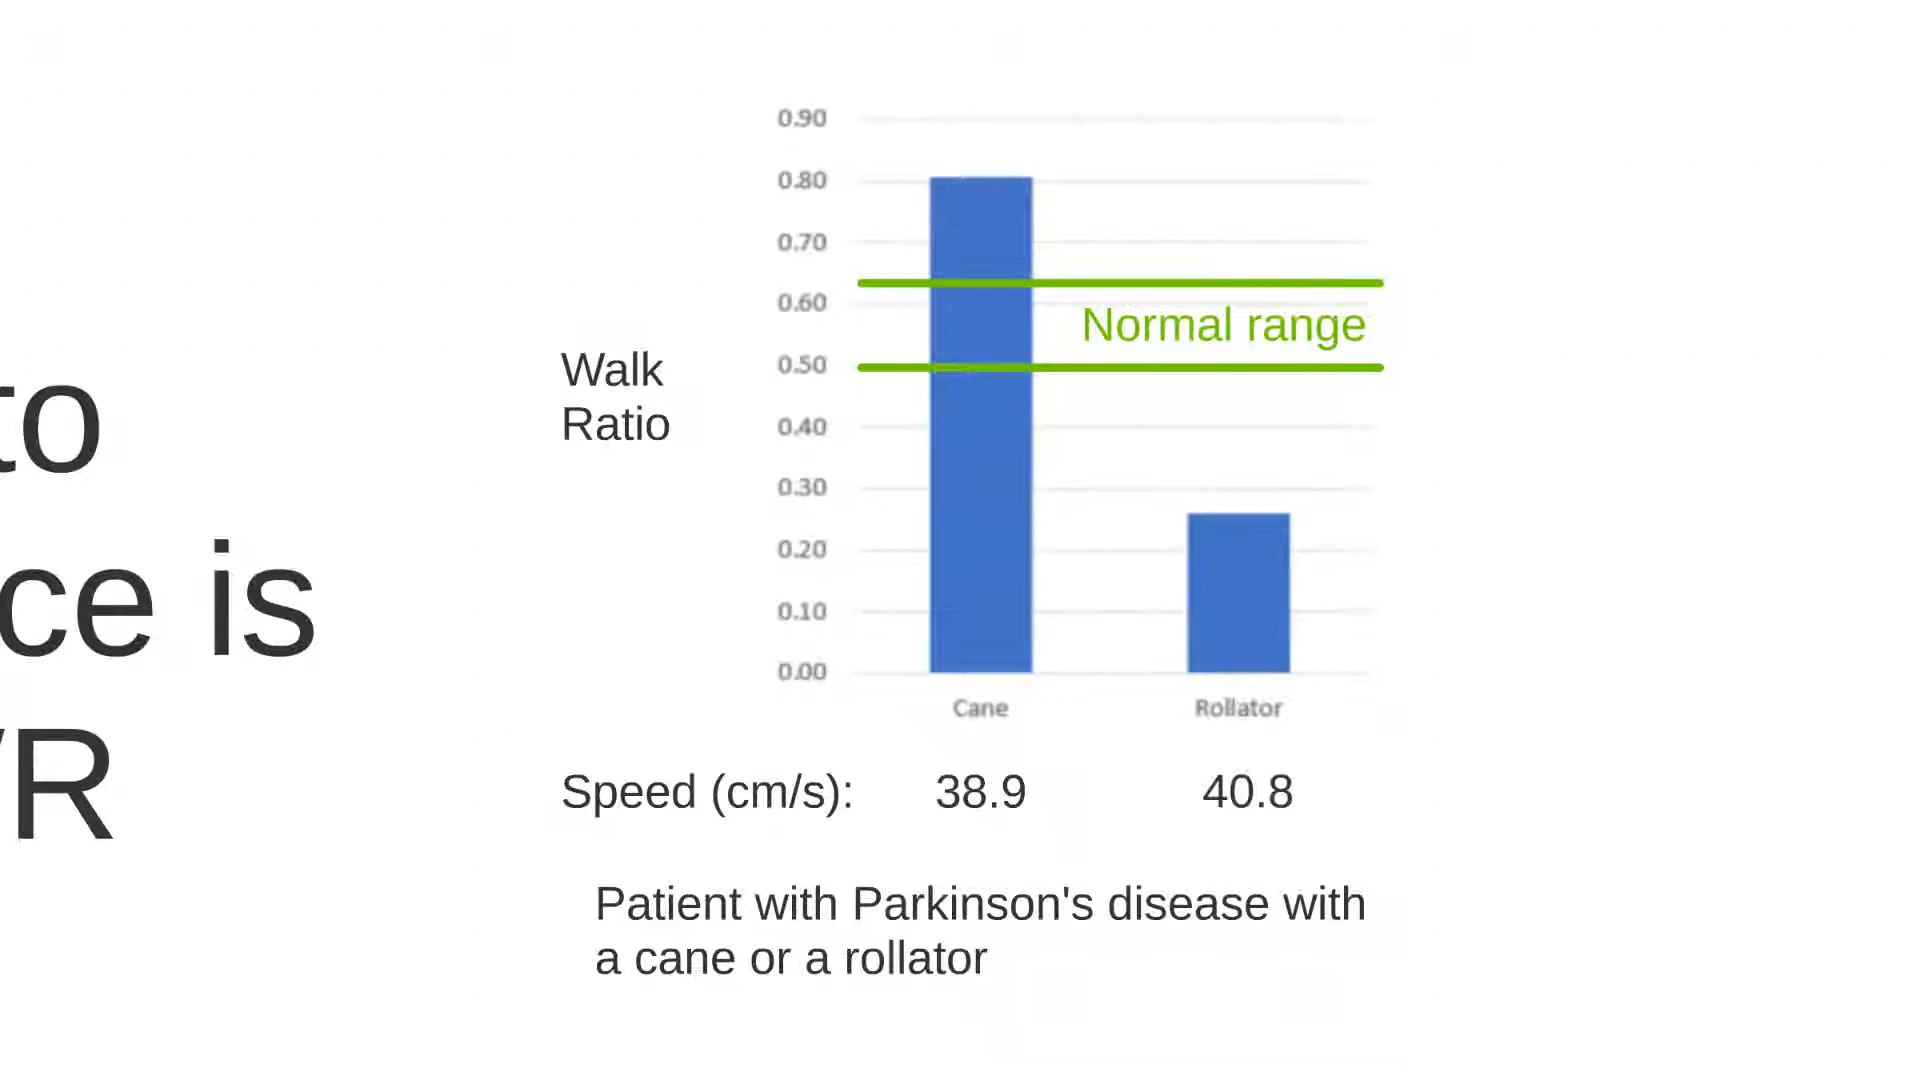 to
ce is
R
0.90
0.80
0.70
0.60
Normal range
0.50
Walk
Ratio
0.40
0.30
0.20
0.10
0.00
Cane Rollator
Speed (cm/s): 38.9 40.8
Patient with Parkinson's disease with
a cane or a rollator